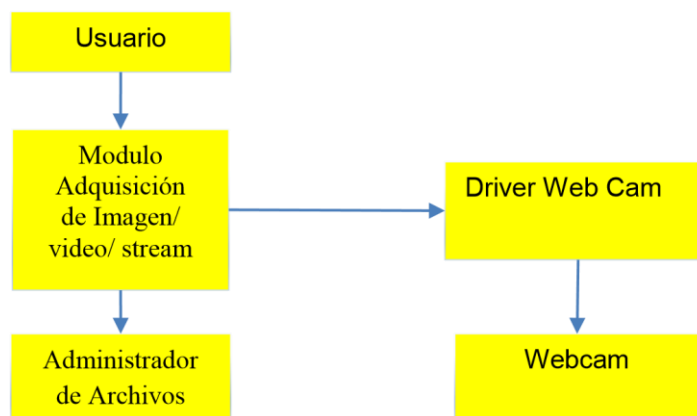 Usuario
Modulo
Adquisición
de Imagen/
video/ stream
Driver Web Cam
Administrador
de Archivos
Webcam